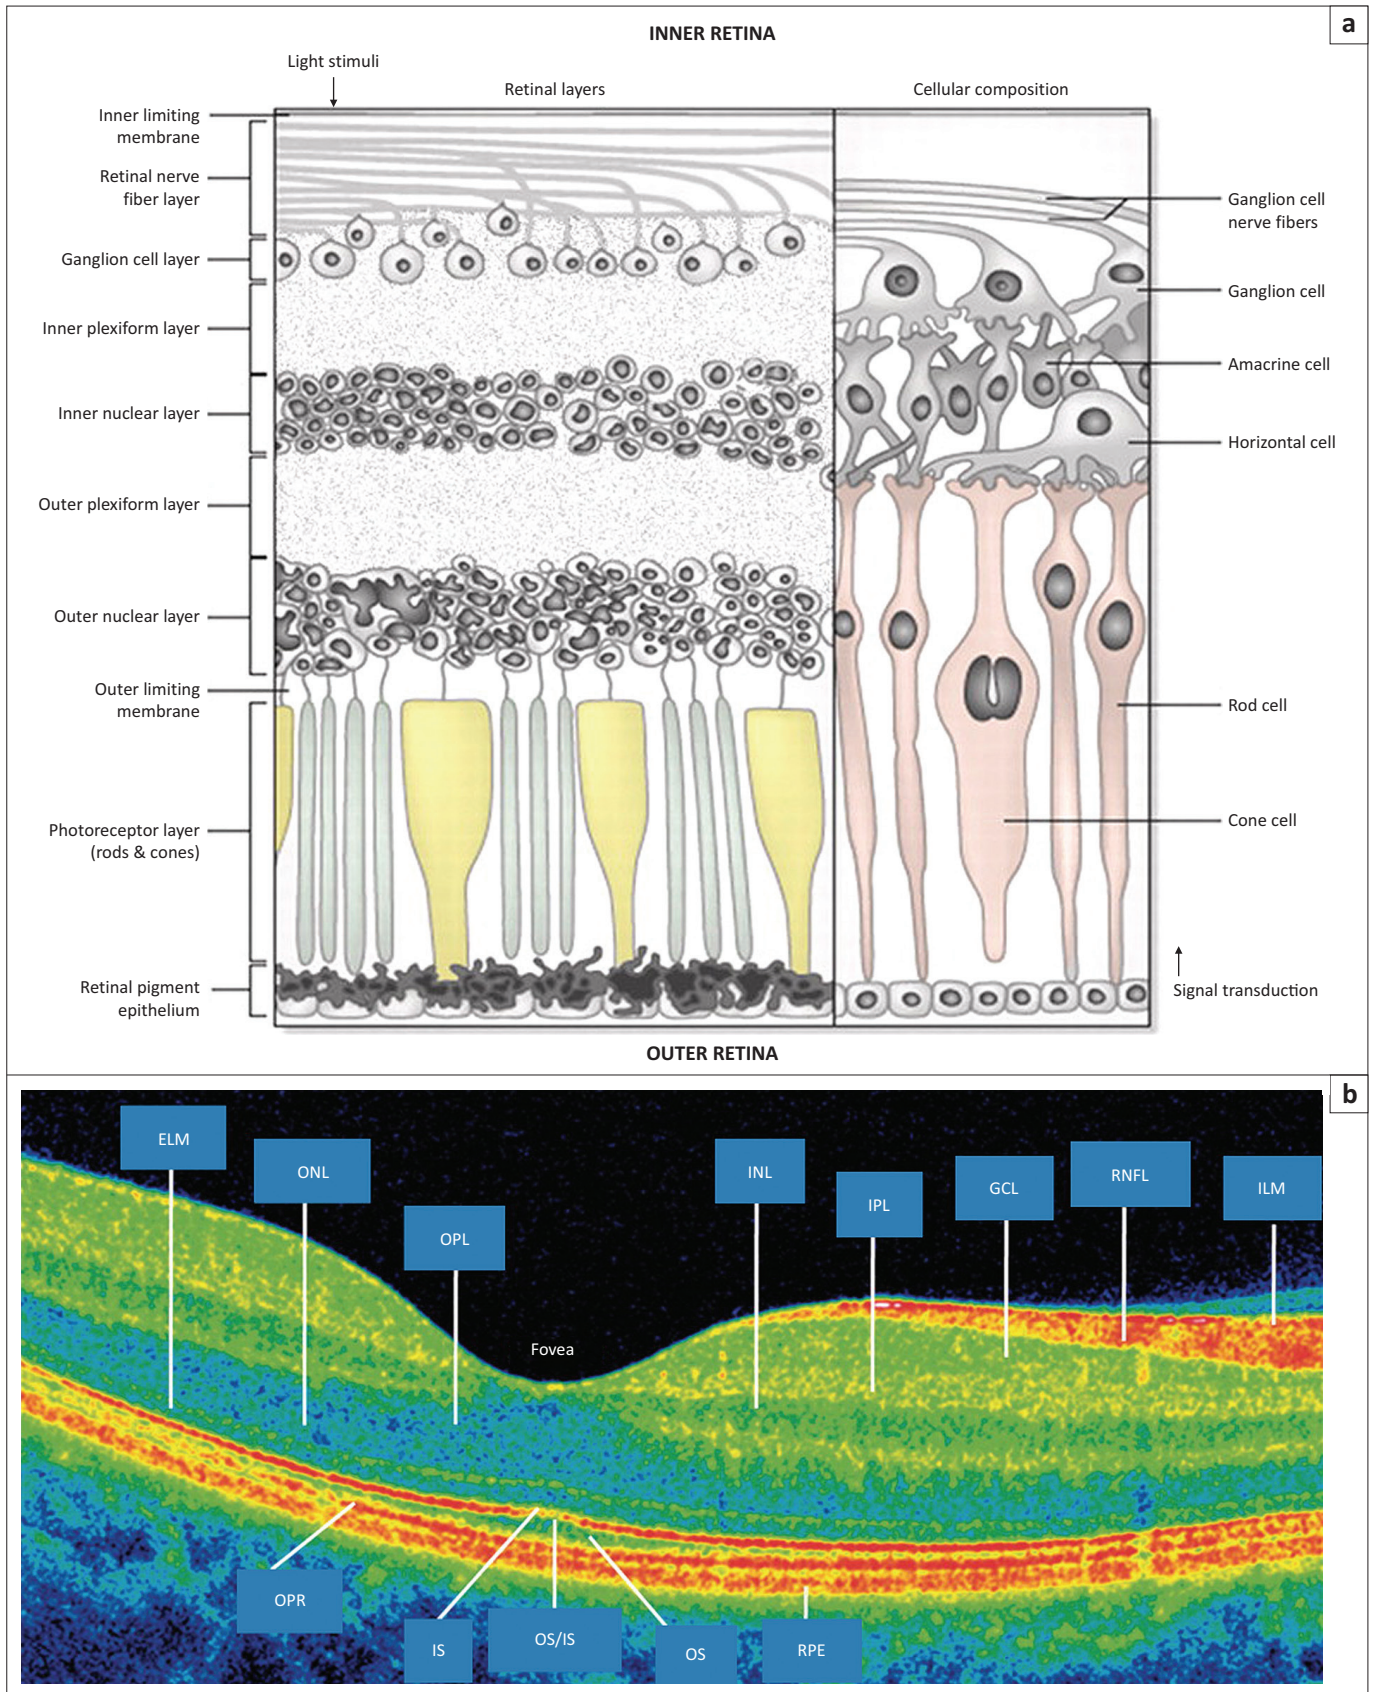 a
INNER RETINA
Light stimuli
Retinal layers
Cellular composition
Inner limiting
membrane
Retinal nerve
fiber layer
Ganglion cell layer
Inner plexiform layer
Inner nuclear layer
Outer plexiform layer
Outer nuclear layer
Outer limiting
membrane
Photoreceptor layer
(rods & cones)
Retinal pigment
epithelium
Ganglion cell
nerve fibers
Ganglion cell
Amacrine cell
Horizontal cell
Rod cell
Cone cell
Signal transduction
OUTER RETINA
b
ELM
ONL
OPL
INL
IPL
GCL
RNFL
ILM
Fovea
OPR
IS
OS/IS
OS
RPE